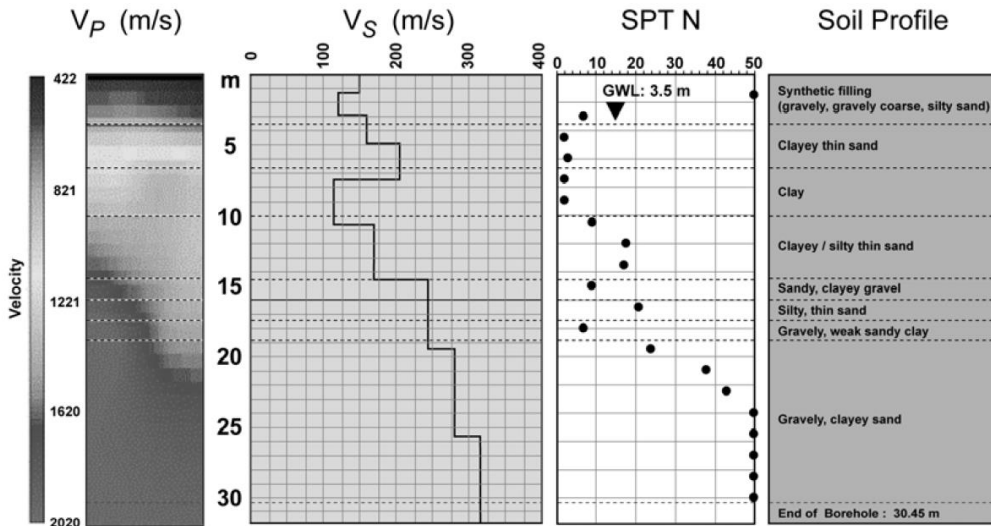 V_P (m/s)
V_S (m/s)
SPT N
Soil Profile
0 100 200 300 400
0 10 20 30 40 50
m
5
10
15
20
25
30
Velocity
422
821
1221
1620
2020
GWL: 3.5 m
Synthetic filling
(gravely, gravely coarse, silty sand)
Clayey thin sand
Clay
Clayey / silty thin sand
Sandy, clayey gravel
Silty, thin sand
Gravely, weak sandy clay
Gravely, clayey sand
End of Borehole : 30.45 m